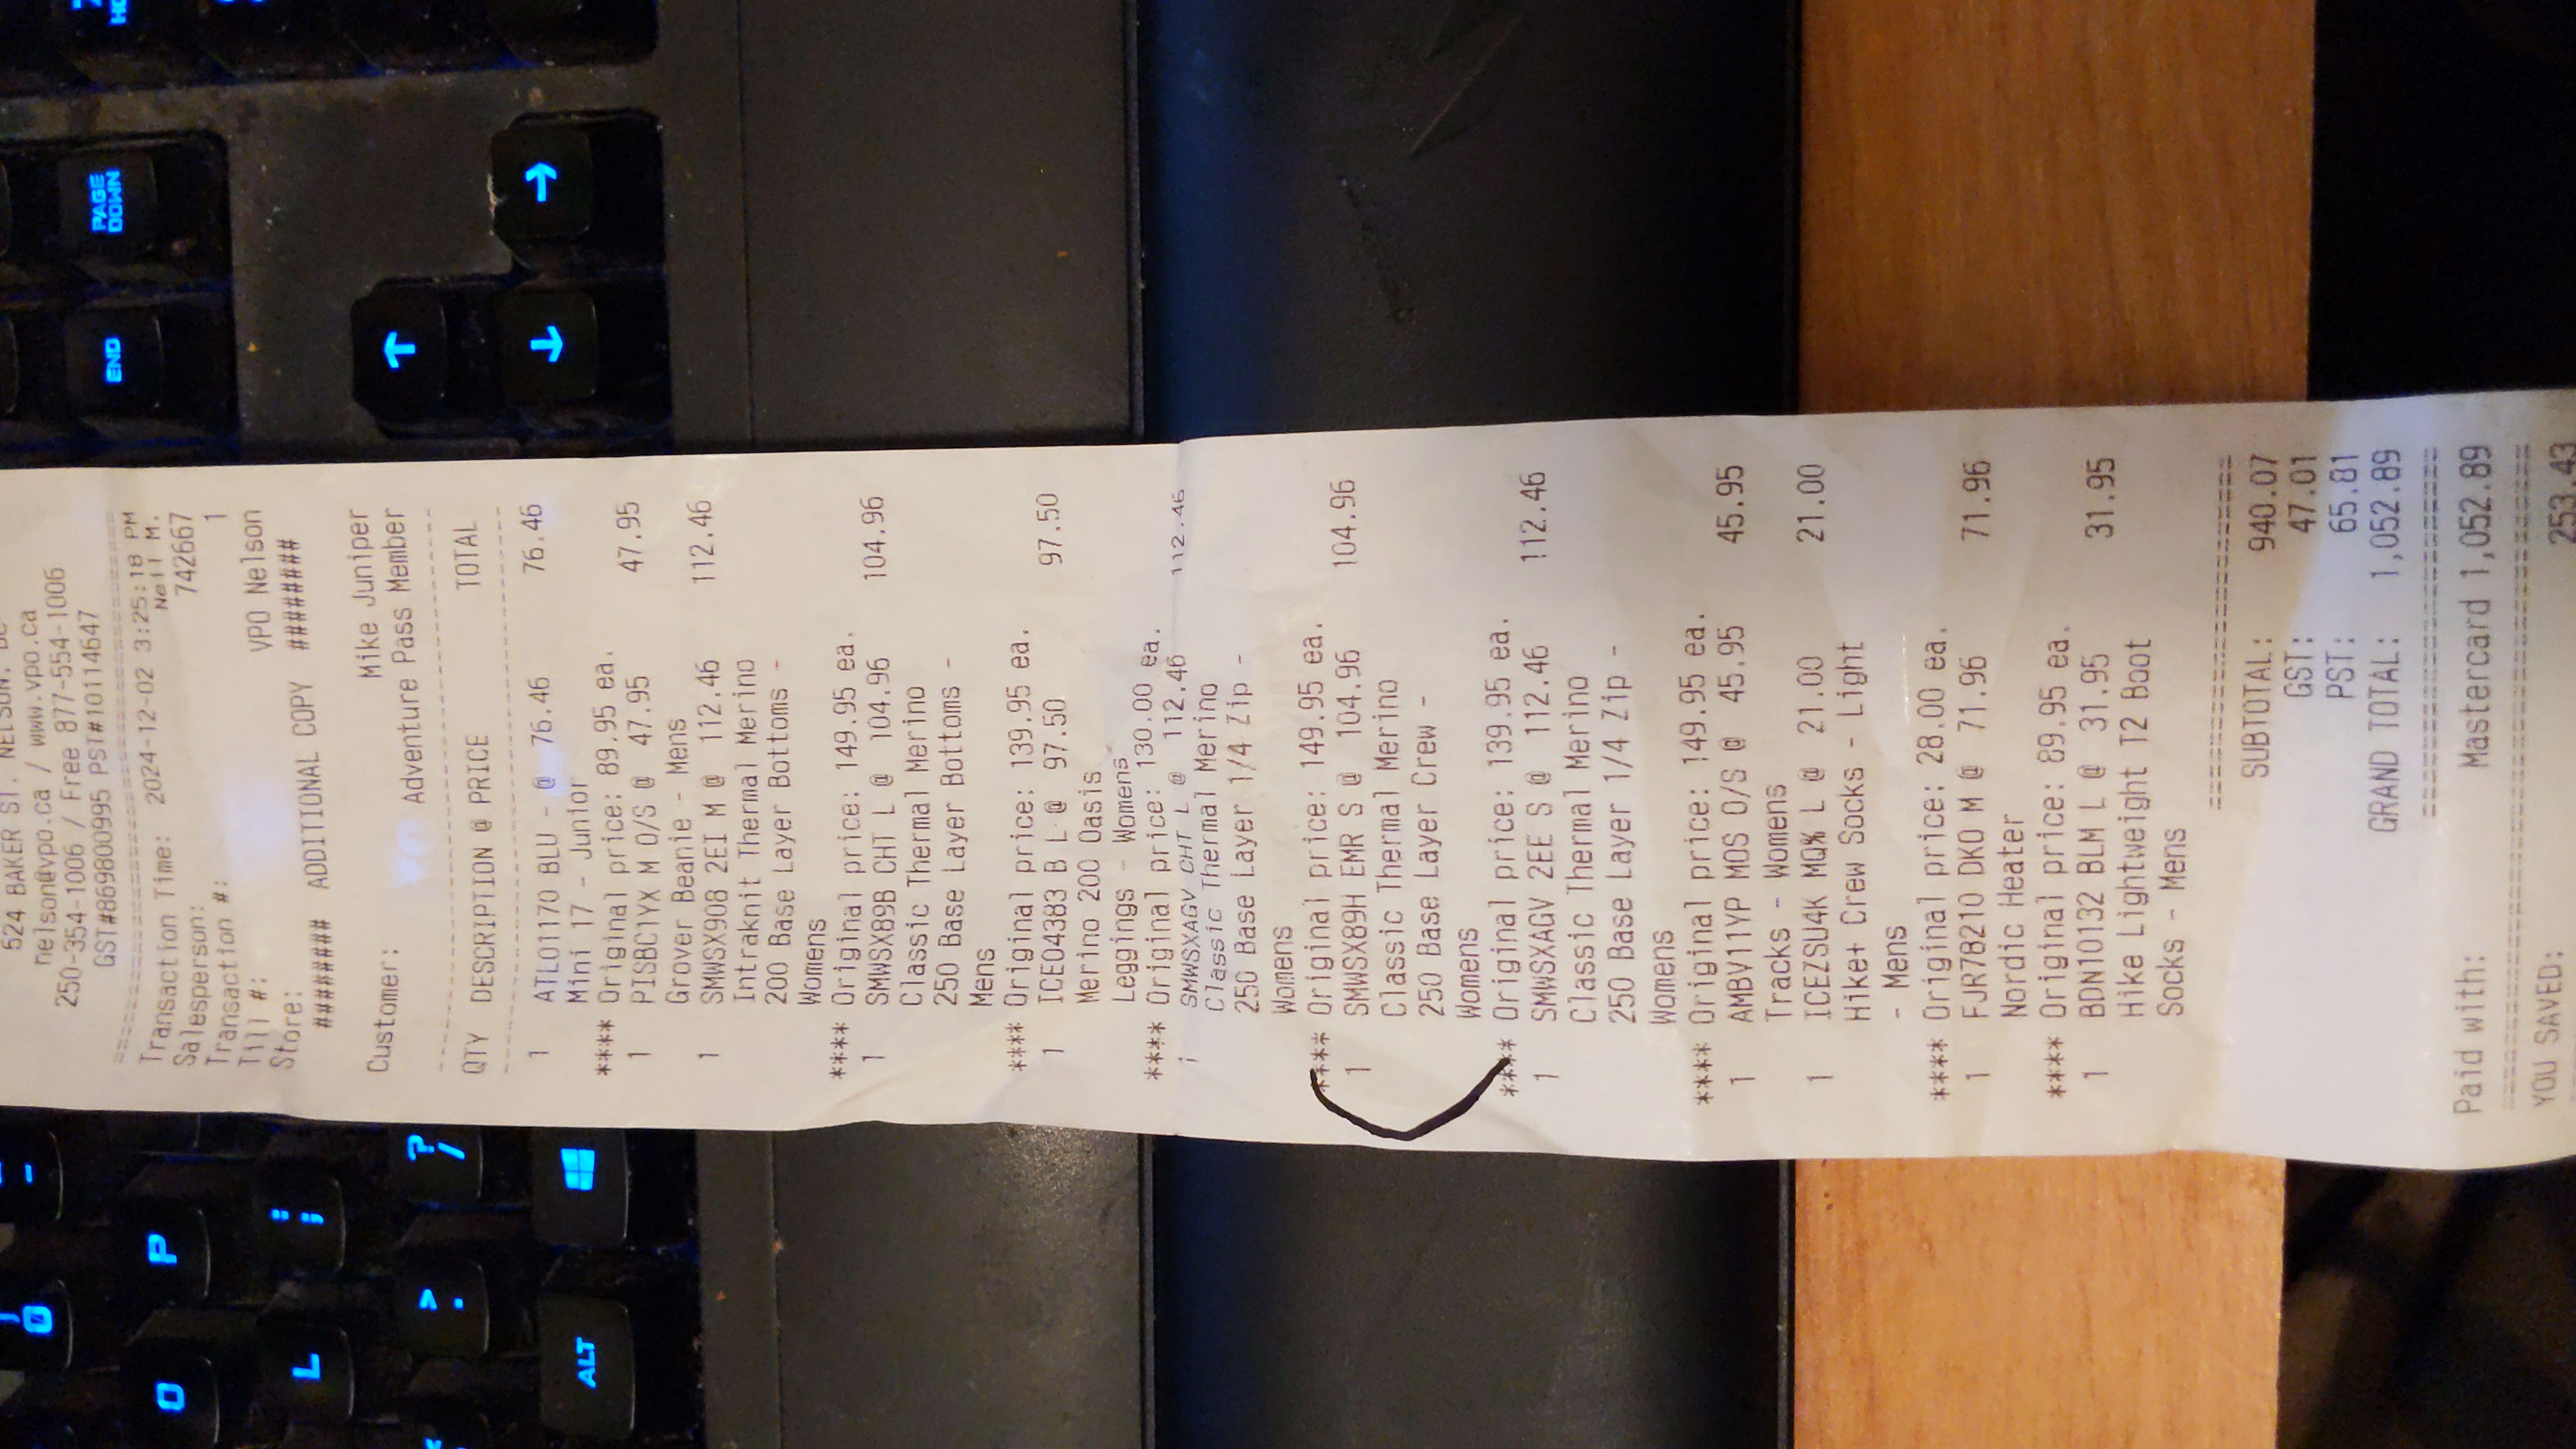 624 BAKER ST. NELSON, BC
nelson@vpo.ca / www.vpo.ca
250-354-1006 / Free 877-554-1006
GST#869800995 PST#10114647
Transaction Time: 2024-12-02 3:25:18 PM
Salesperson: Neil M.
Transaction #: 742667
Till #: 1
Store: VPO Nelson
####### ADDITIONAL COPY #######
Customer: Mike Juniper
Adventure Pass Member
QTY DESCRIPTION @ PRICE TOTAL
1 ATL01170 BLU - @ 76.46 76.46
Mini 17 - Junior
**** Original price: 89.95 ea.
1 PISBC1YX M O/S @ 47.95 47.95
Grover Beanie - Mens
1 SMWSX908 2EI M @ 112.46 112.46
Intraknit Thermal Merino
200 Base Layer Bottoms -
Womens
**** Original price: 149.95 ea.
1 SMWSX89B CHT L @ 104.96 104.96
Classic Thermal Merino
250 Base Layer Bottoms -
Mens
**** Original price: 139.95 ea.
1 ICE04383 B L @ 97.50 97.50
Merino 200 Oasis
Leggings - Womens
**** Original price: 130.00 ea.
1 SMWSXAGV CHT L @ 112.46 112.46
Classic Thermal Merino
250 Base Layer 1/4 Zip -
Womens
**** Original price: 149.95 ea.
1 SMWSX89H EMR S @ 104.96 104.96
Classic Thermal Merino
250 Base Layer Crew -
Womens
**** Original price: 139.95 ea.
1 SMWSXAGV 2EE S @ 112.46 112.46
Classic Thermal Merino
250 Base Layer 1/4 Zip -
Womens
**** Original price: 149.95 ea.
1 AMBV11YP MOS O/S @ 45.95 45.95
Tracks - Womens
1 ICEZSU4K MQ% L @ 21.00 21.00
Hike+ Crew Socks - Light
- Mens
**** Original price: 28.00 ea.
1 FJR78210 DKO M @ 71.96 71.96
Nordic Heater
**** Original price: 89.95 ea.
1 BDN10132 BLM L @ 31.95 31.95
Hike Lightweight T2 Boot
Socks - Mens
SUBTOTAL: 940.07
GST: 47.01
PST: 65.81
GRAND TOTAL: 1,052.89
Paid with: Mastercard 1,052.89
YOU SAVED: 253.43
PAGE
DOWN
END
↑
↓
→
P
O
L
: ;
? /
> .
ALT